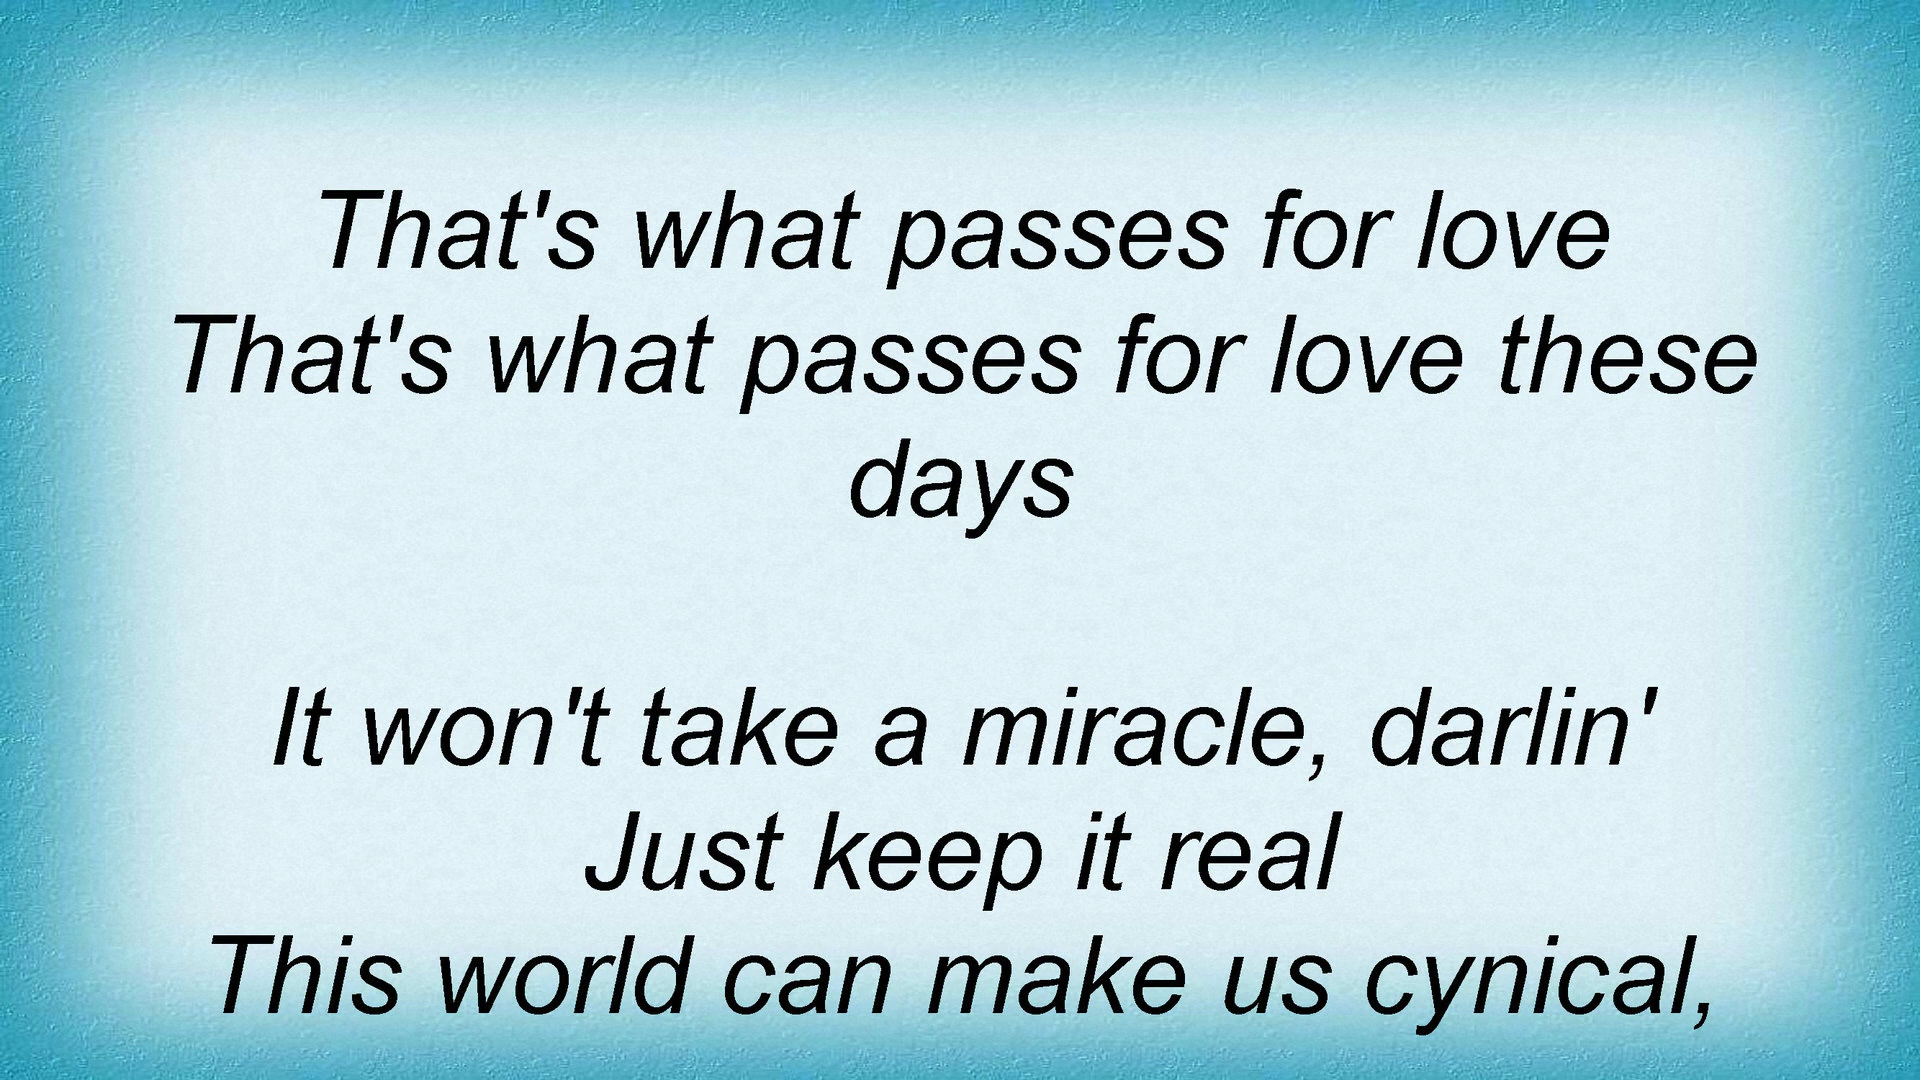 That's what passes for love
That's what passes for love these
days
It won't take a miracle, darlin'
Just keep it real
This world can make us cynical,